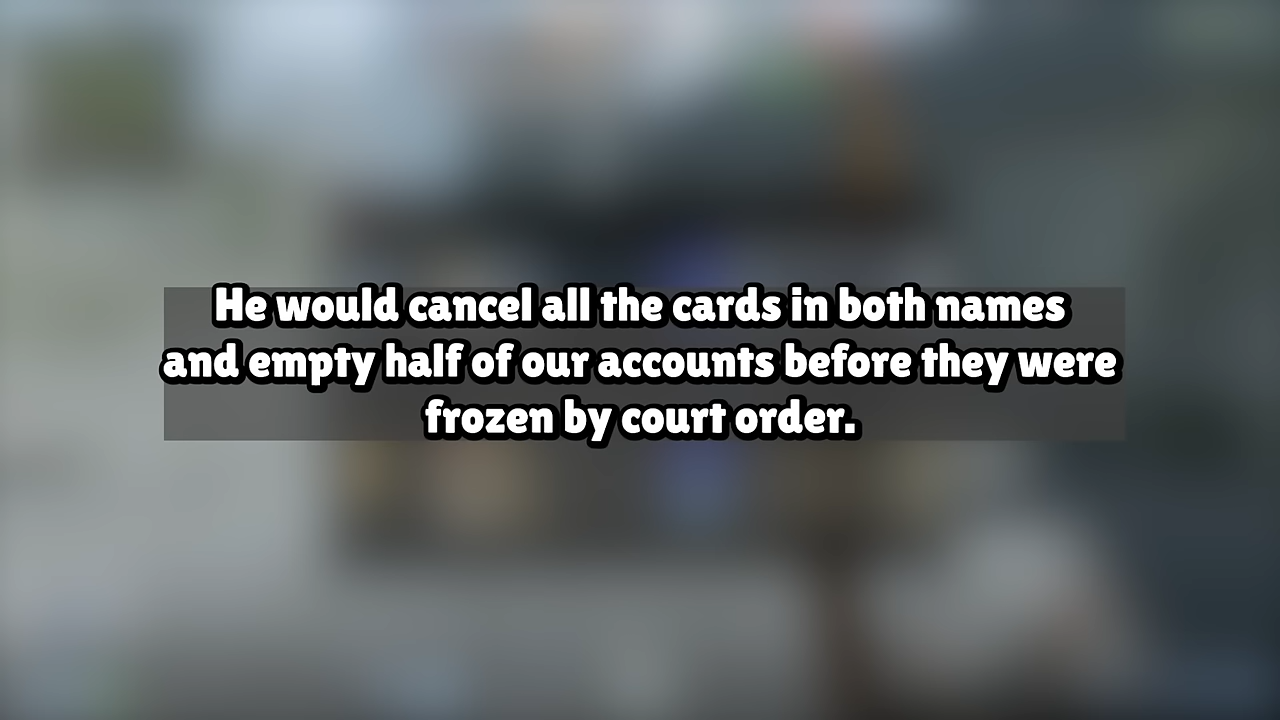 He would cancel all the cards in both names
and empty half of our accounts before they were
frozen by court order.